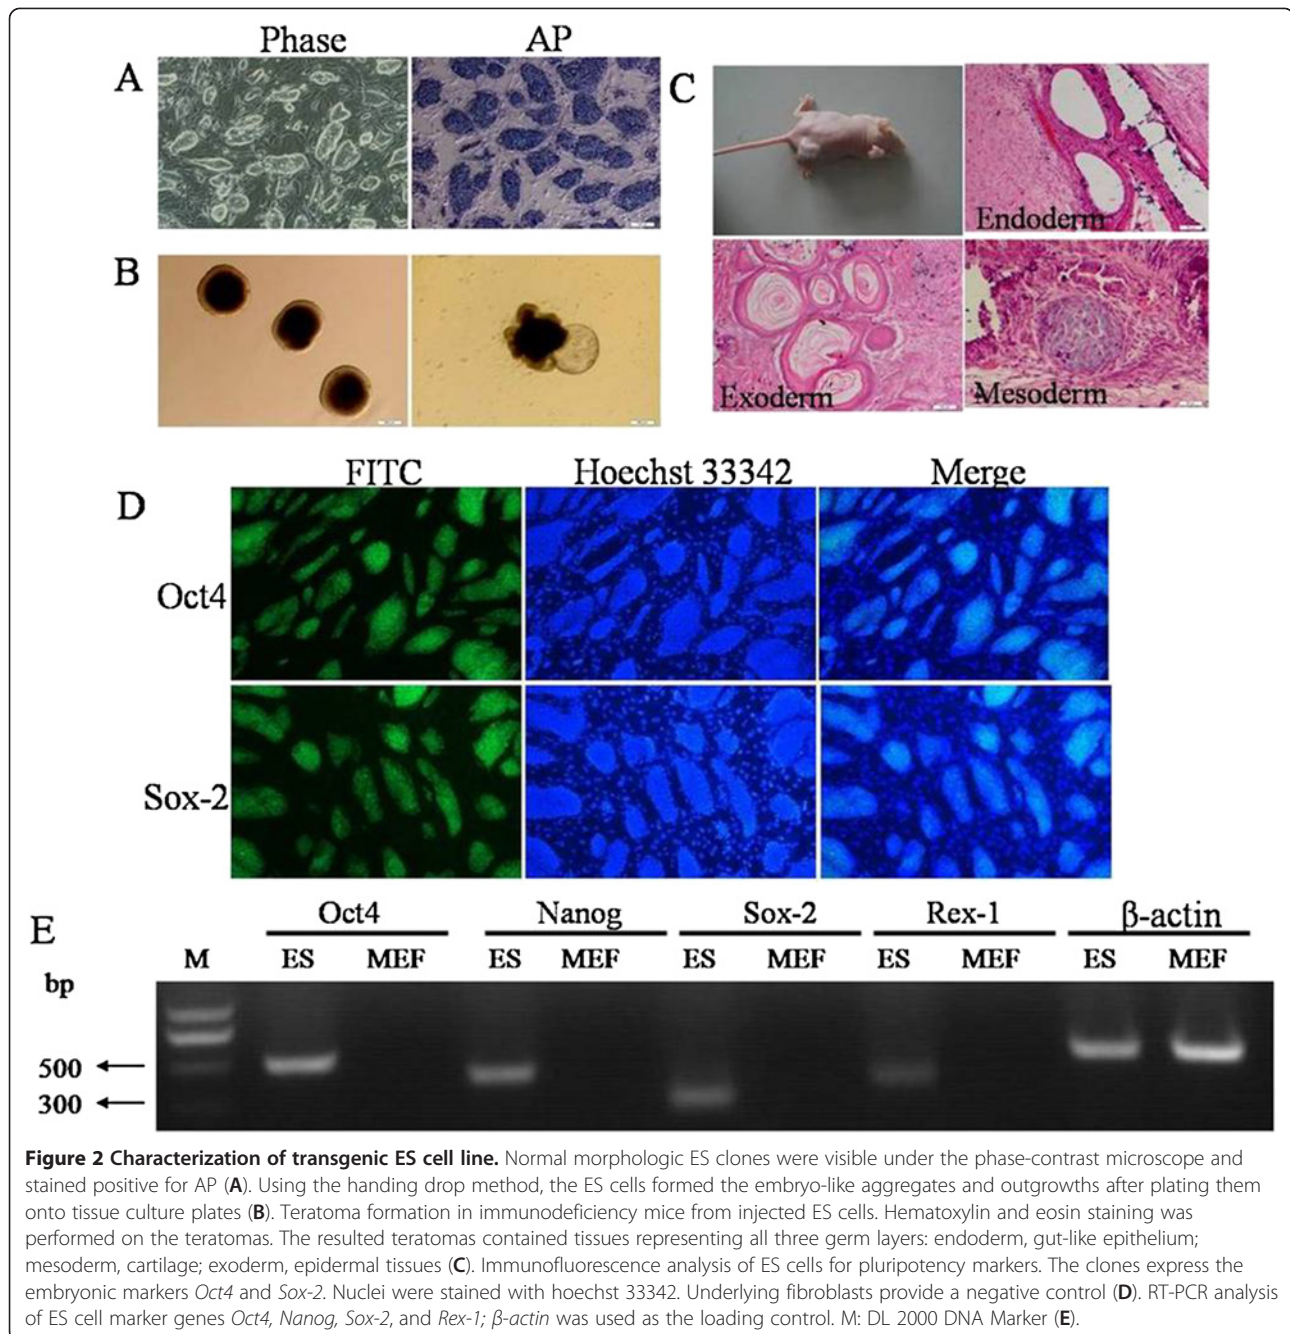 Phase AP
A
C
Endoderm
B
Exoderm Mesoderm
FITC Hoechst 33342 Merge
D
Oct4
Sox-2
E
Oct4 Nanog Sox-2 Rex-1 β-actin
M ES MEF ES MEF ES MEF ES MEF ES MEF
bp
500
300
Figure 2 Characterization of transgenic ES cell line. Normal morphologic ES clones were visible under the phase-contrast microscope and
stained positive for AP (A). Using the handing drop method, the ES cells formed the embryo-like aggregates and outgrowths after plating them
onto tissue culture plates (B). Teratoma formation in immunodeficiency mice from injected ES cells. Hematoxylin and eosin staining was
performed on the teratomas. The resulted teratomas contained tissues representing all three germ layers: endoderm, gut-like epithelium;
mesoderm, cartilage; exoderm, epidermal tissues (C). Immunofluorescence analysis of ES cells for pluripotency markers. The clones express the
embryonic markers Oct4 and Sox-2. Nuclei were stained with hoechst 33342. Underlying fibroblasts provide a negative control (D). RT-PCR analysis
of ES cell marker genes Oct4, Nanog, Sox-2, and Rex-1; β-actin was used as the loading control. M: DL 2000 DNA Marker (E).